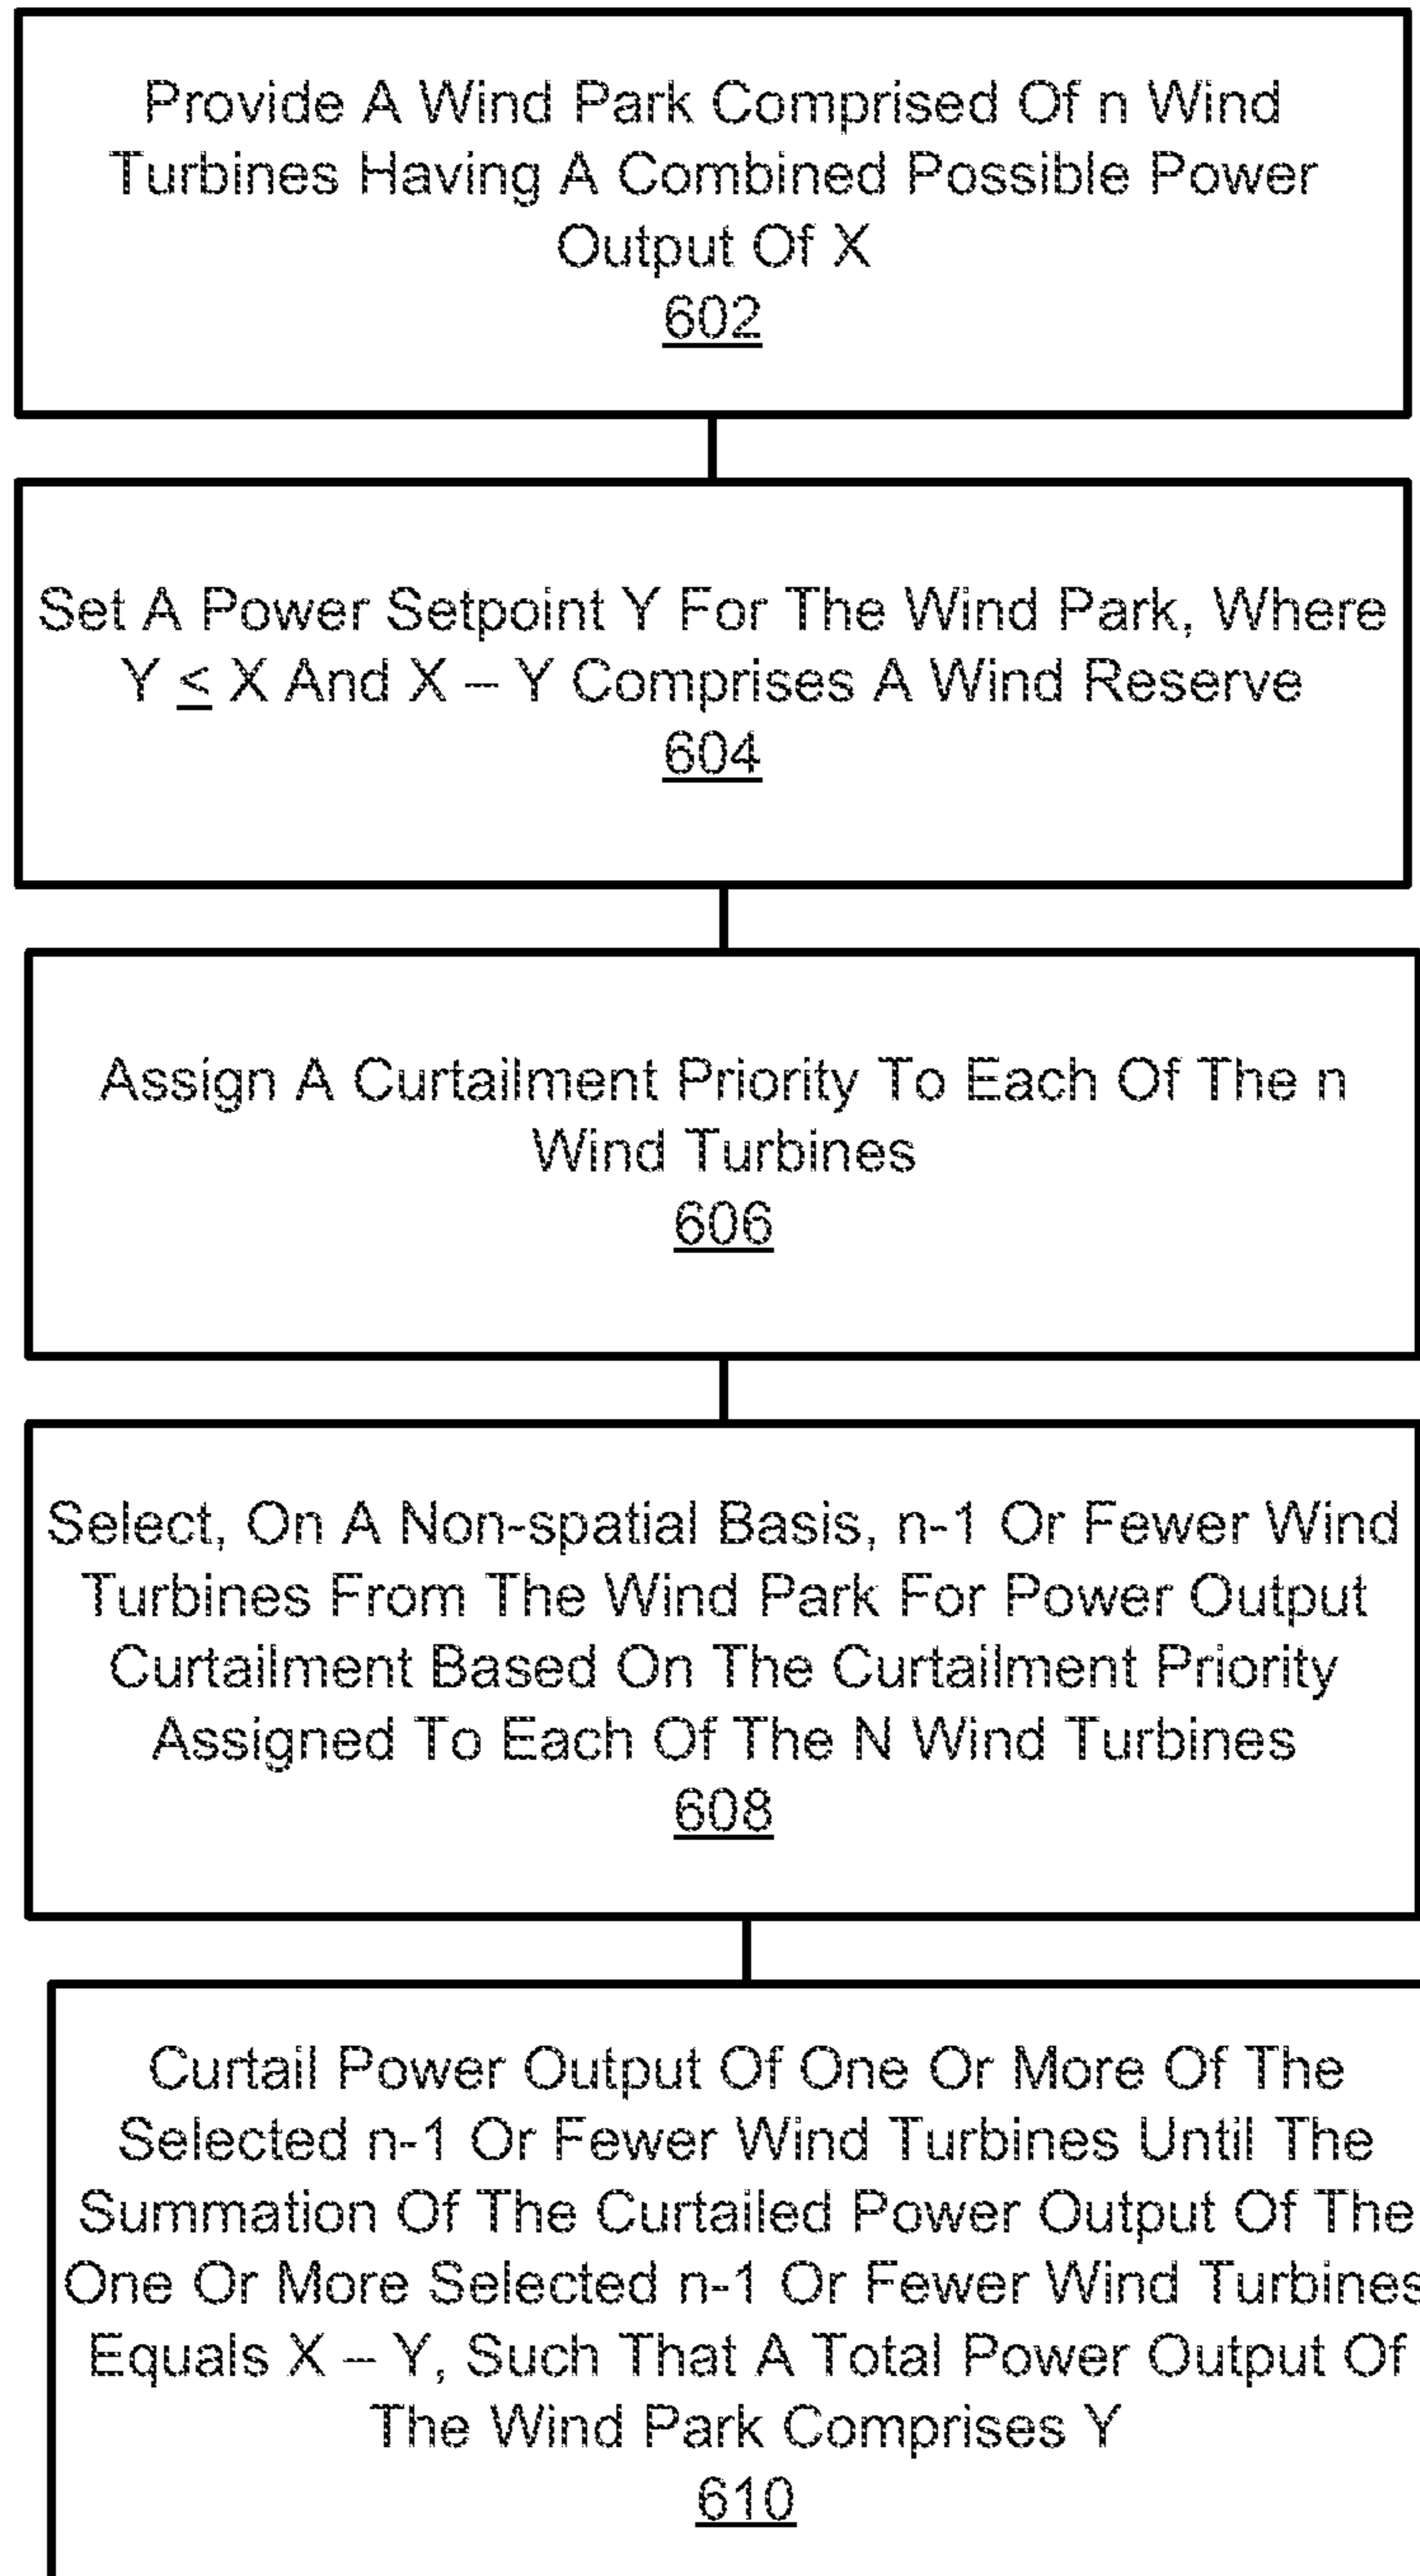 Provide A Wind Park Comprised Of n Wind
Turbines Having A Combined Possible Power
Output Of X
602
Set A Power Setpoint Y For The Wind Park, Where
Y ≤ X And X – Y Comprises A Wind Reserve
604
Assign A Curtailment Priority To Each Of The n
Wind Turbines
606
Select, On A Non-spatial Basis, n-1 Or Fewer Wind
Turbines From The Wind Park For Power Output
Curtailment Based On The Curtailment Priority
Assigned To Each Of The N Wind Turbines
608
Curtail Power Output Of One Or More Of The
Selected n-1 Or Fewer Wind Turbines Until The
Summation Of The Curtailed Power Output Of The
One Or More Selected n-1 Or Fewer Wind Turbines
Equals X – Y, Such That A Total Power Output Of
The Wind Park Comprises Y
610